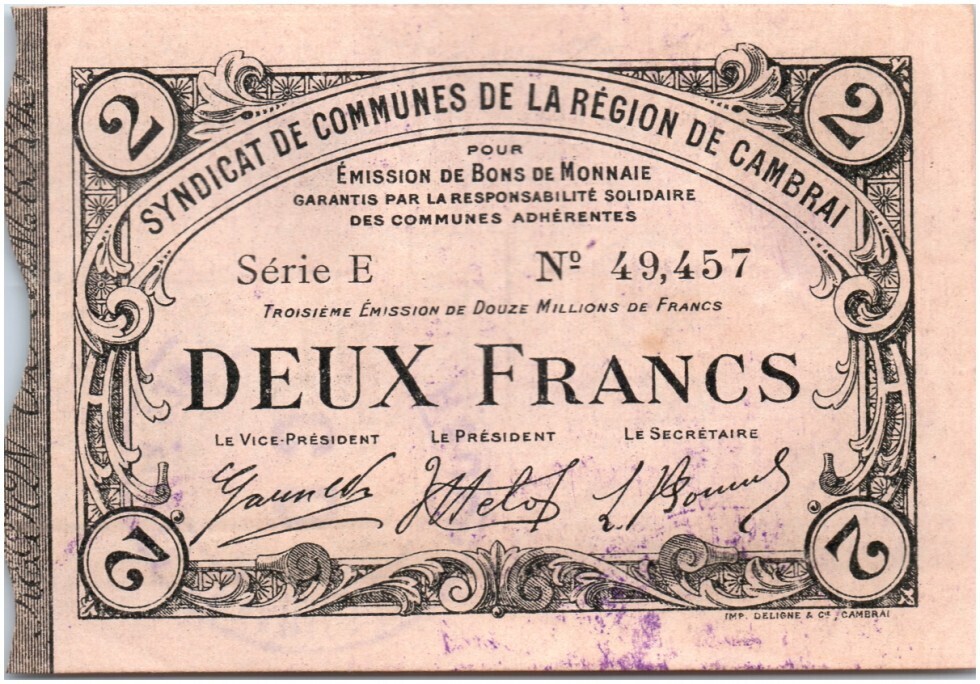 2 2
SYNDICAT DE COMMUNES DE LA RÉGION DE CAMBRAI
POUR
ÉMISSION DE BONS DE MONNAIE
GARANTIS PAR LA RESPONSABILITÉ SOLIDAIRE
DES COMMUNES ADHÉRENTES
Série E Nº 49,457
TROISIÈME ÉMISSION DE DOUZE MILLIONS DE FRANCS
DEUX FRANCS
LE VICE-PRÉSIDENT LE PRÉSIDENT LE SECRÉTAIRE
2 2
IMP. DELIGNE & Cie, CAMBRAI